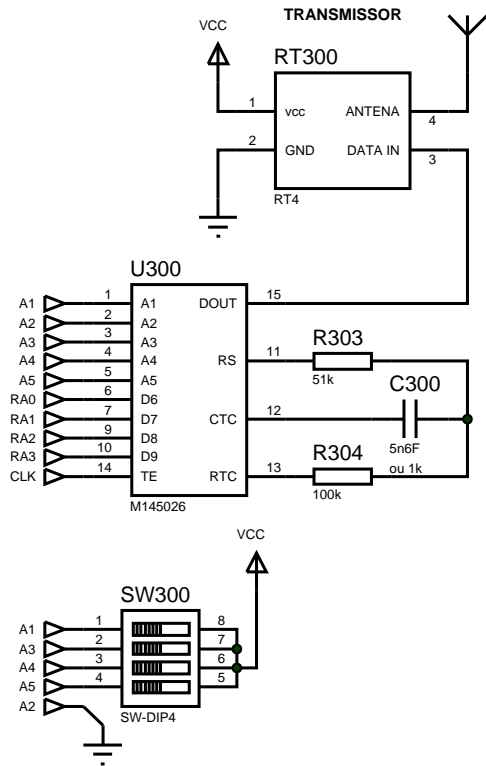 TRANSMISSOR
VCC
RT300
1 vcc ANTENA 4
2 GND DATA IN 3
RT4
U300
A1 1 A1 DOUT 15
A2 2 A2
A3 3 A3
A4 4 A4 RS 11 R303
51k
A5 5 A5
C300
RA0 6 D6
RA1 7 D7 CTC 12
5n6F
ou 1k
RA2 9 D8
RA3 10 D9
CLK 14 TE RTC 13 R304
100k
M145026
VCC
SW300
A1 1 8
A3 2 7
A4 3 6
A5 4 5
A2
SW-DIP4